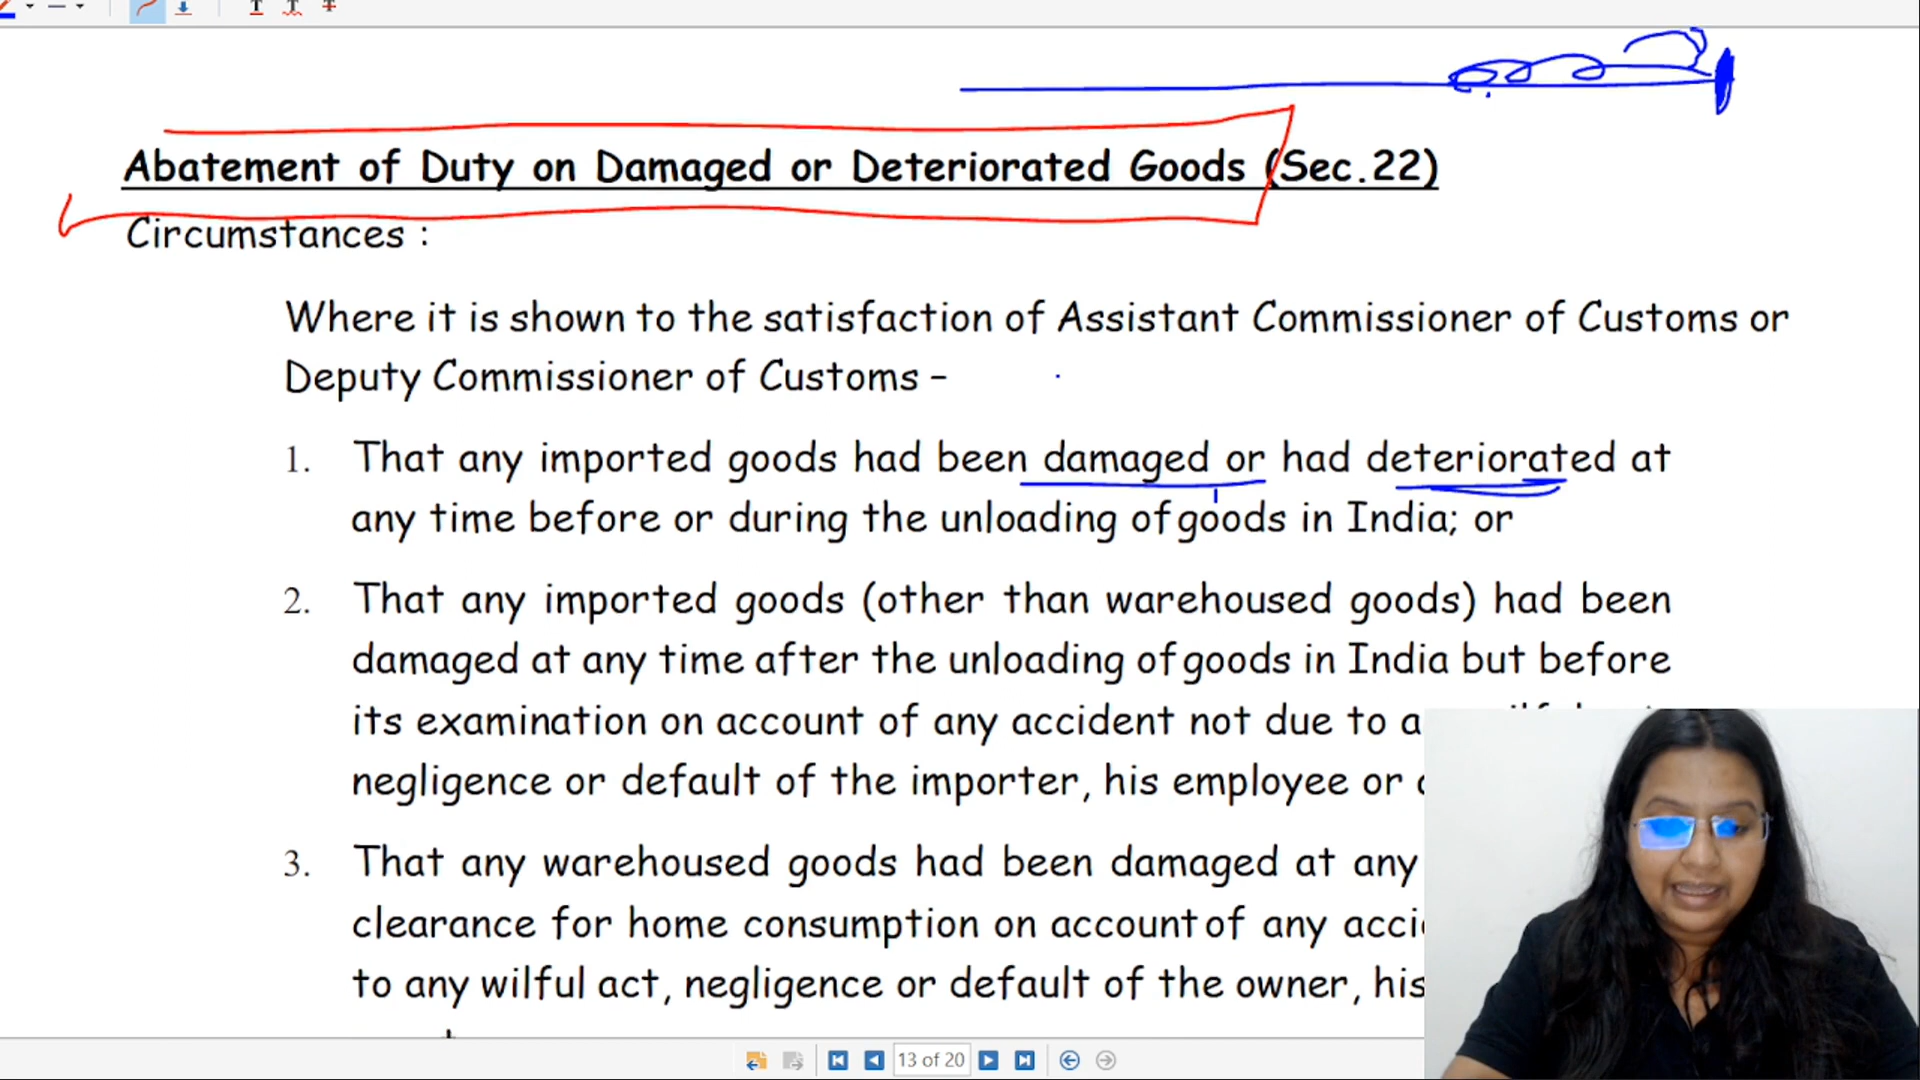 Abatement of Duty on Damaged or Deteriorated Goods (Sec.22)
Circumstances :
Where it is shown to the satisfaction of Assistant Commissioner of Customs or
Deputy Commissioner of Customs –
1. That any imported goods had been damaged or had deteriorated at
any time before or during the unloading of goods in India; or
2. That any imported goods (other than warehoused goods) had been
damaged at any time after the unloading of goods in India but before
its examination on account of any accident not due to
negligence or default of the importer, his employee or
3. That any warehoused goods had been damaged at any
clearance for home consumption on account of any
to any wilful act, negligence or default of the owner, his
13 of 20